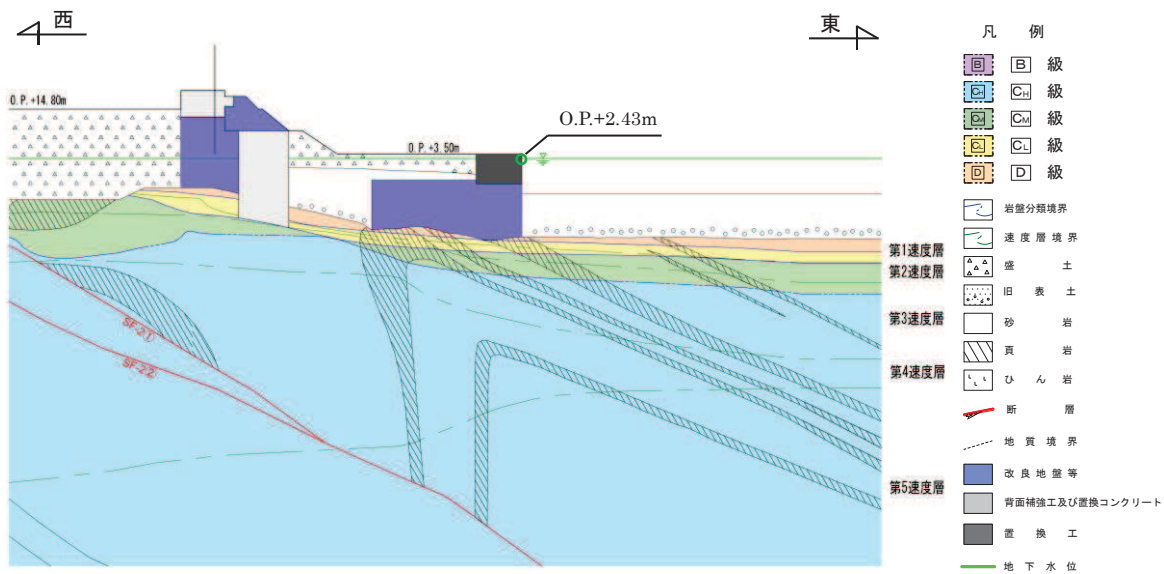 西
東
凡 例
O.P.+14.80m
O.P.+2.43m
O.P.+3.50m
B B 級
CH CH 級
CM CM 級
CL CL 級
D D 級
岩盤分類境界
速度層境界
盛 土
旧 表 土
砂 岩
頁 岩
ひ ん 岩
断 層
地 質 境 界
改 良 地 盤 等
背面補強工及び置換コンクリート
置 換 工
地 下 水 位
第1速度層
第2速度層
第3速度層
第4速度層
第5速度層
SF-2①
SF-2②